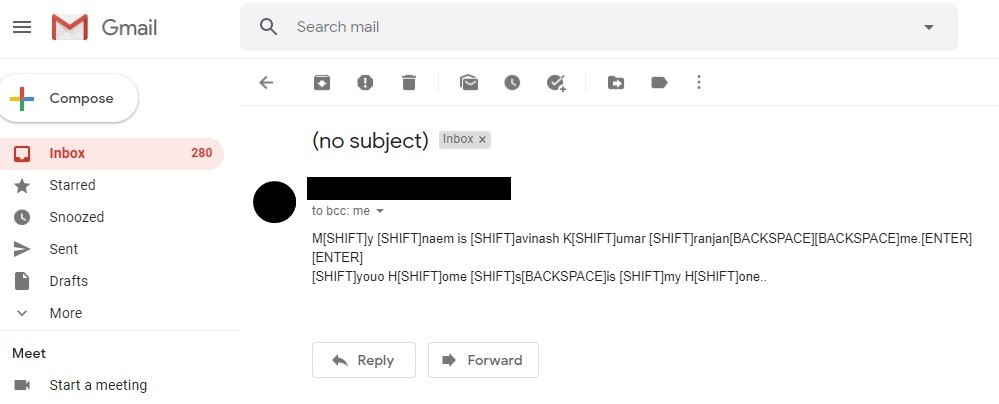 Gmail
Search mail
Compose
Inbox 280
Starred
Snoozed
Sent
Drafts
More
Meet
Start a meeting
(no subject) Inbox x
to bcc: me
M[SHIFT]y [SHIFT]naem is [SHIFT]avinash K[SHIFT]umar [SHIFT]ranjan[BACKSPACE][BACKSPACE]me.[ENTER]
[ENTER]
[SHIFT]youo H[SHIFT]ome [SHIFT]s[BACKSPACE]is [SHIFT]my H[SHIFT]one..
Reply Forward